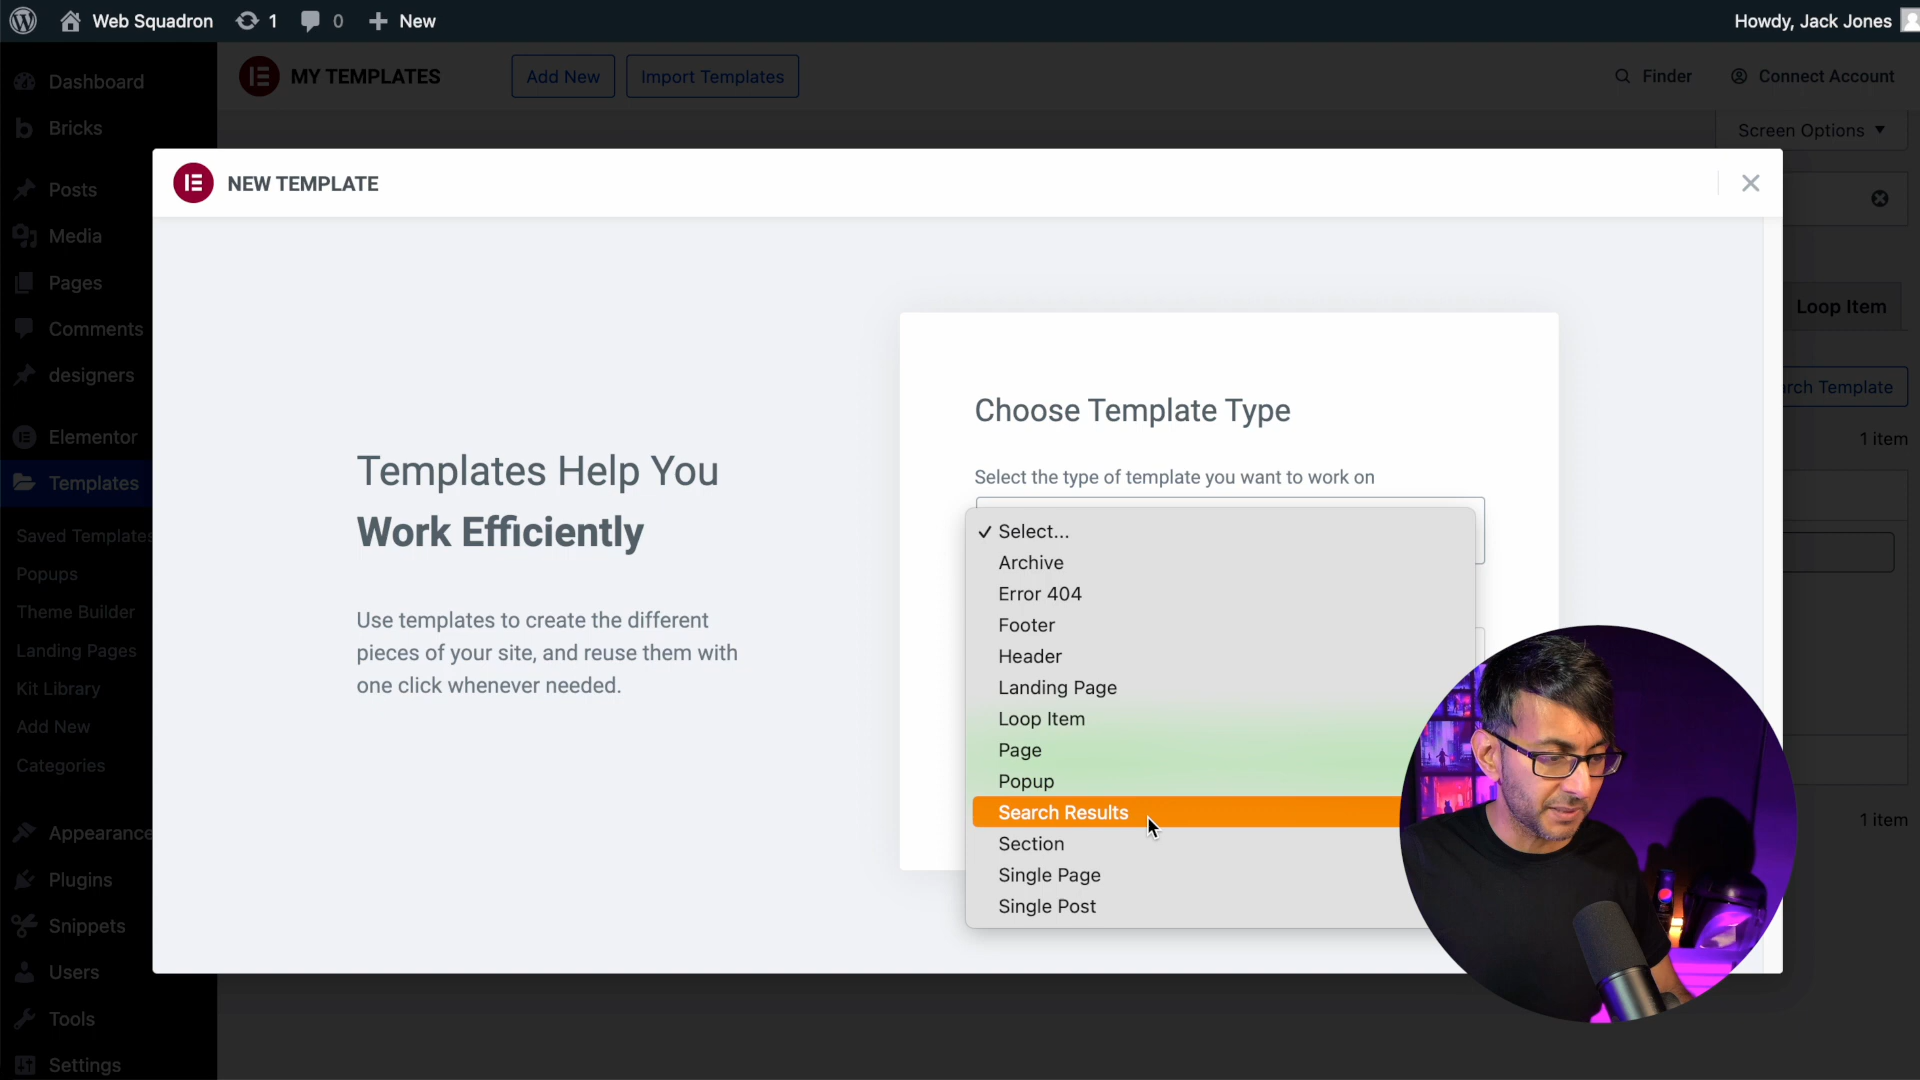 Web Squadron
1
0
New
Howdy, Jack Jones
Dashboard
Bricks
Posts
Media
Pages
Comments
designers
Elementor
Templates
Saved Templates
Popups
Theme Builder
Landing Pages
Kit Library
Add New
Categories
Appearance
Plugins
Snippets
Users
Tools
Settings
MY TEMPLATES
Add New
Import Templates
Finder
Connect Account
Screen Options
NEW TEMPLATE
Templates Help You
Work Efficiently
Use templates to create the different
pieces of your site, and reuse them with
one click whenever needed.
Choose Template Type
Select the type of template you want to work on
Select...
Archive
Error 404
Footer
Header
Landing Page
Loop Item
Page
Popup
Search Results
Section
Single Page
Single Post
Loop Item
rch Template
1 item
1 item